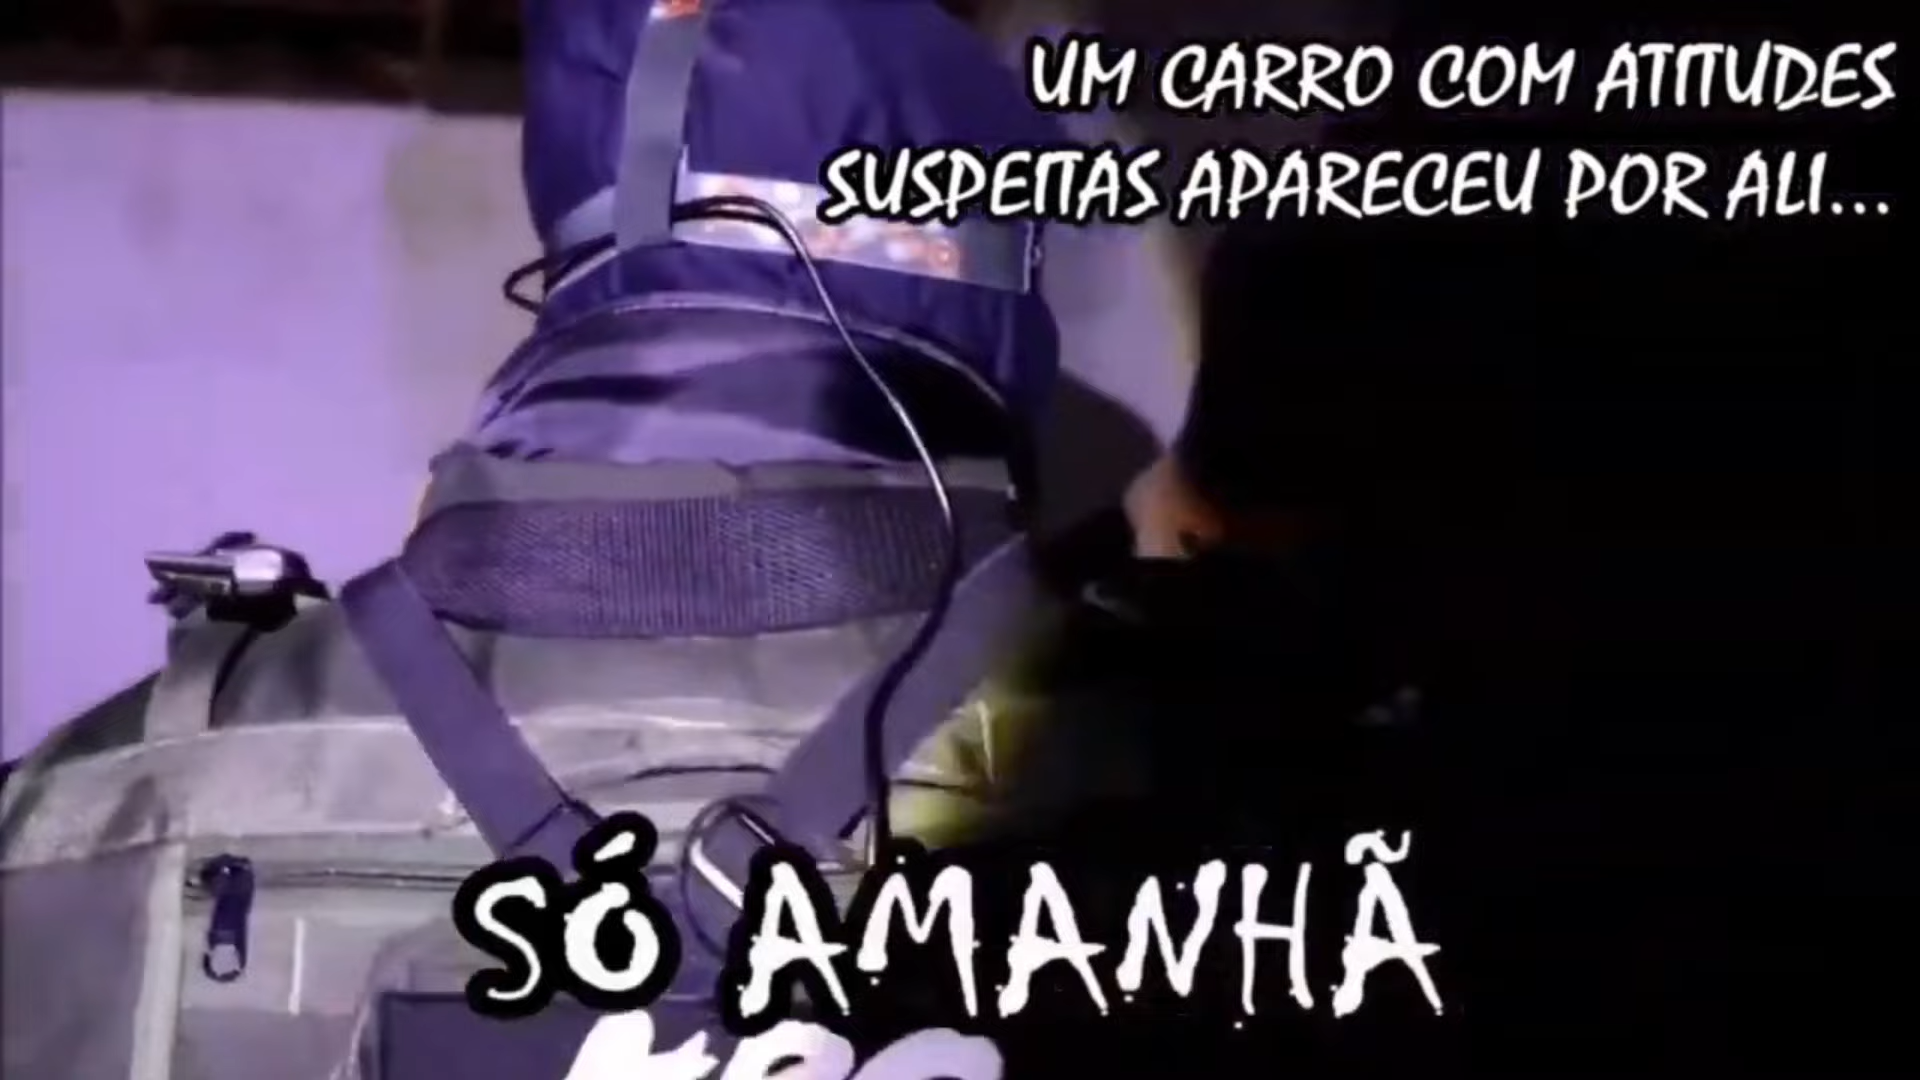 UM CARRO COM ATITUDES
SUSPEITAS APARECEU POR ALI...
SÓ AMANHÃ